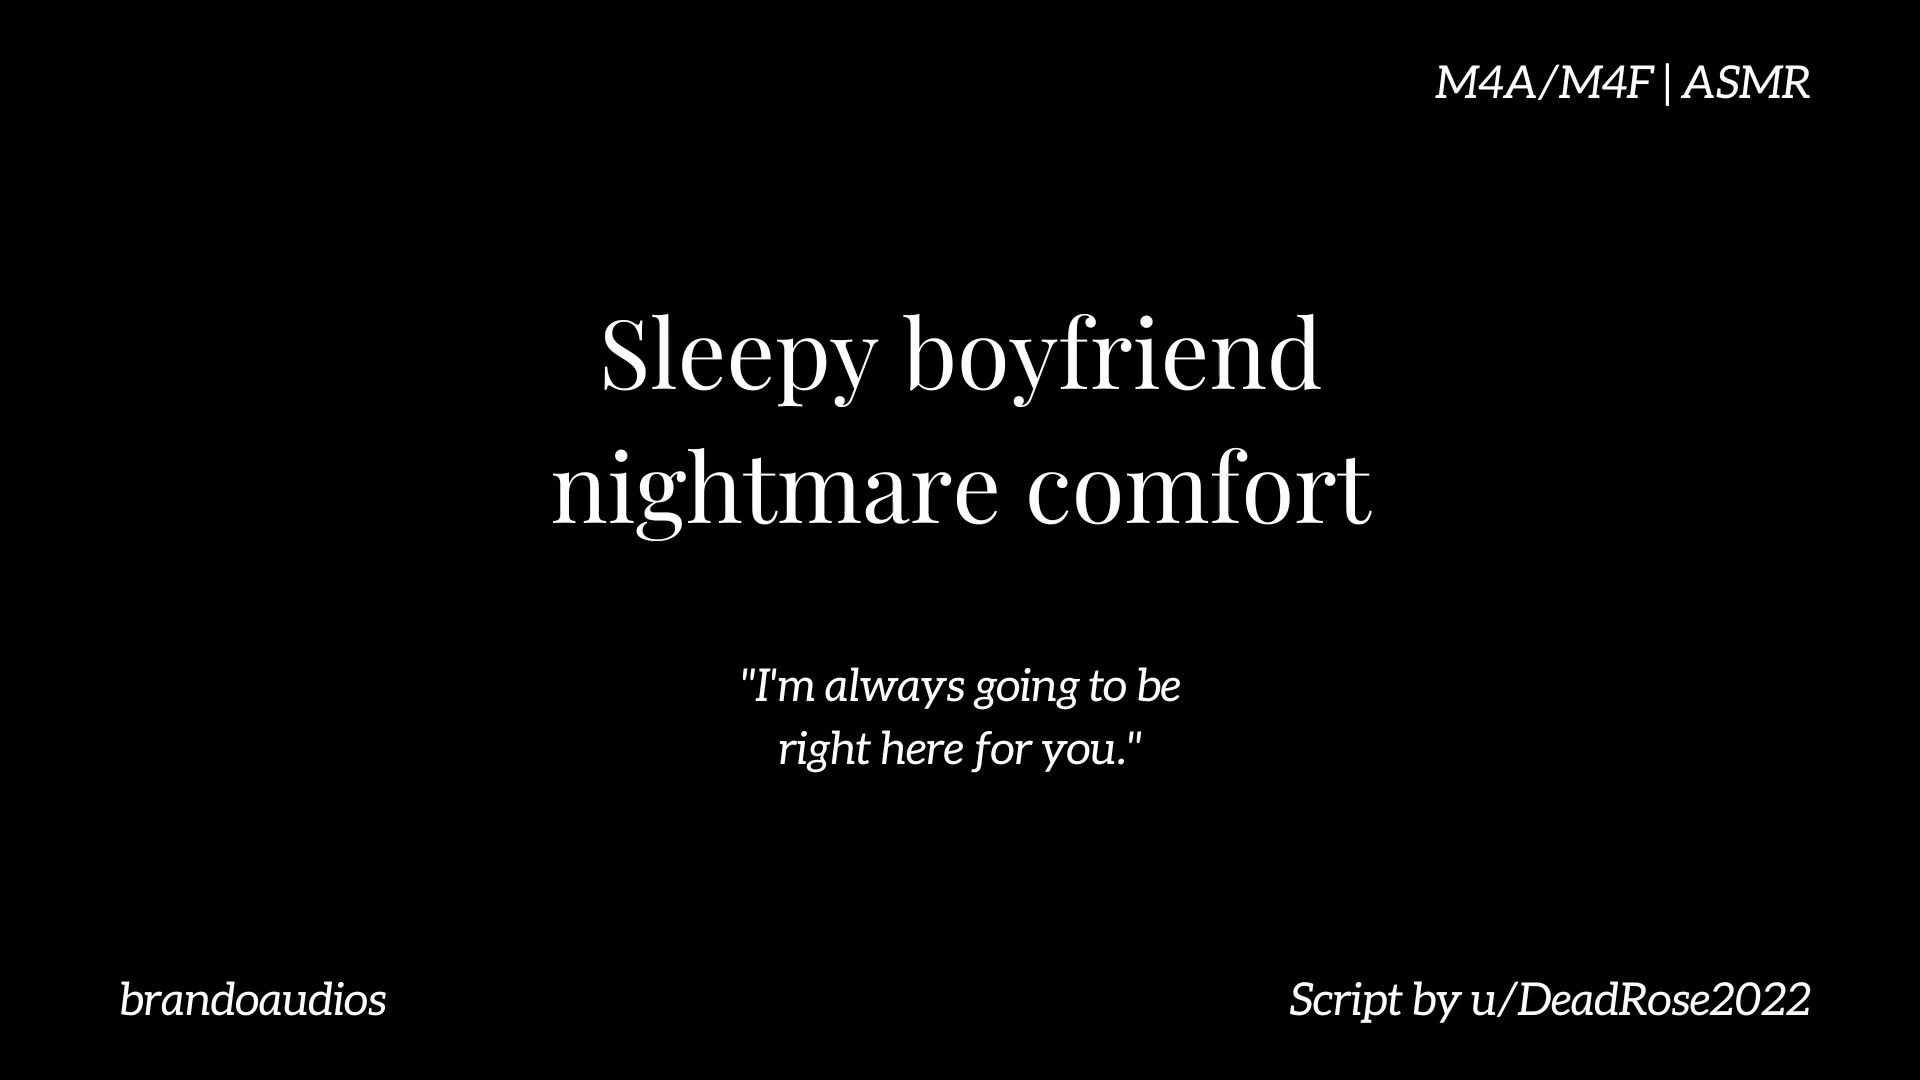 M4A/M4F | ASMR
Sleepy boyfriend
nightmare comfort
"I'm always going to be
right here for you."
brandoaudios
Script by u/DeadRose2022